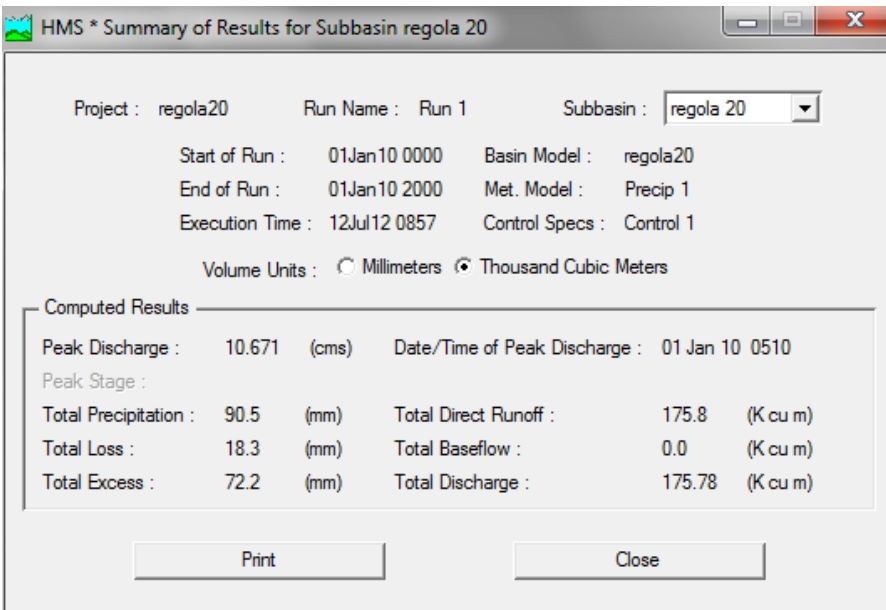 HMS * Summary of Results for Subbasin regola 20
Project : regola20 Run Name : Run 1 Subbasin : regola 20
Start of Run : 01Jan10 0000 Basin Model : regola20
End of Run : 01Jan10 2000 Met. Model : Precip 1
Execution Time : 12Jul12 0857 Control Specs : Control 1
Volume Units : Millimeters Thousand Cubic Meters
Computed Results
Peak Discharge : 10.671 (cms) Date/Time of Peak Discharge : 01 Jan 10 0510
Peak Stage :
Total Precipitation : 90.5 (mm) Total Direct Runoff : 175.8 (K cu m)
Total Loss : 18.3 (mm) Total Baseflow : 0.0 (K cu m)
Total Excess : 72.2 (mm) Total Discharge : 175.78 (K cu m)
Print Close